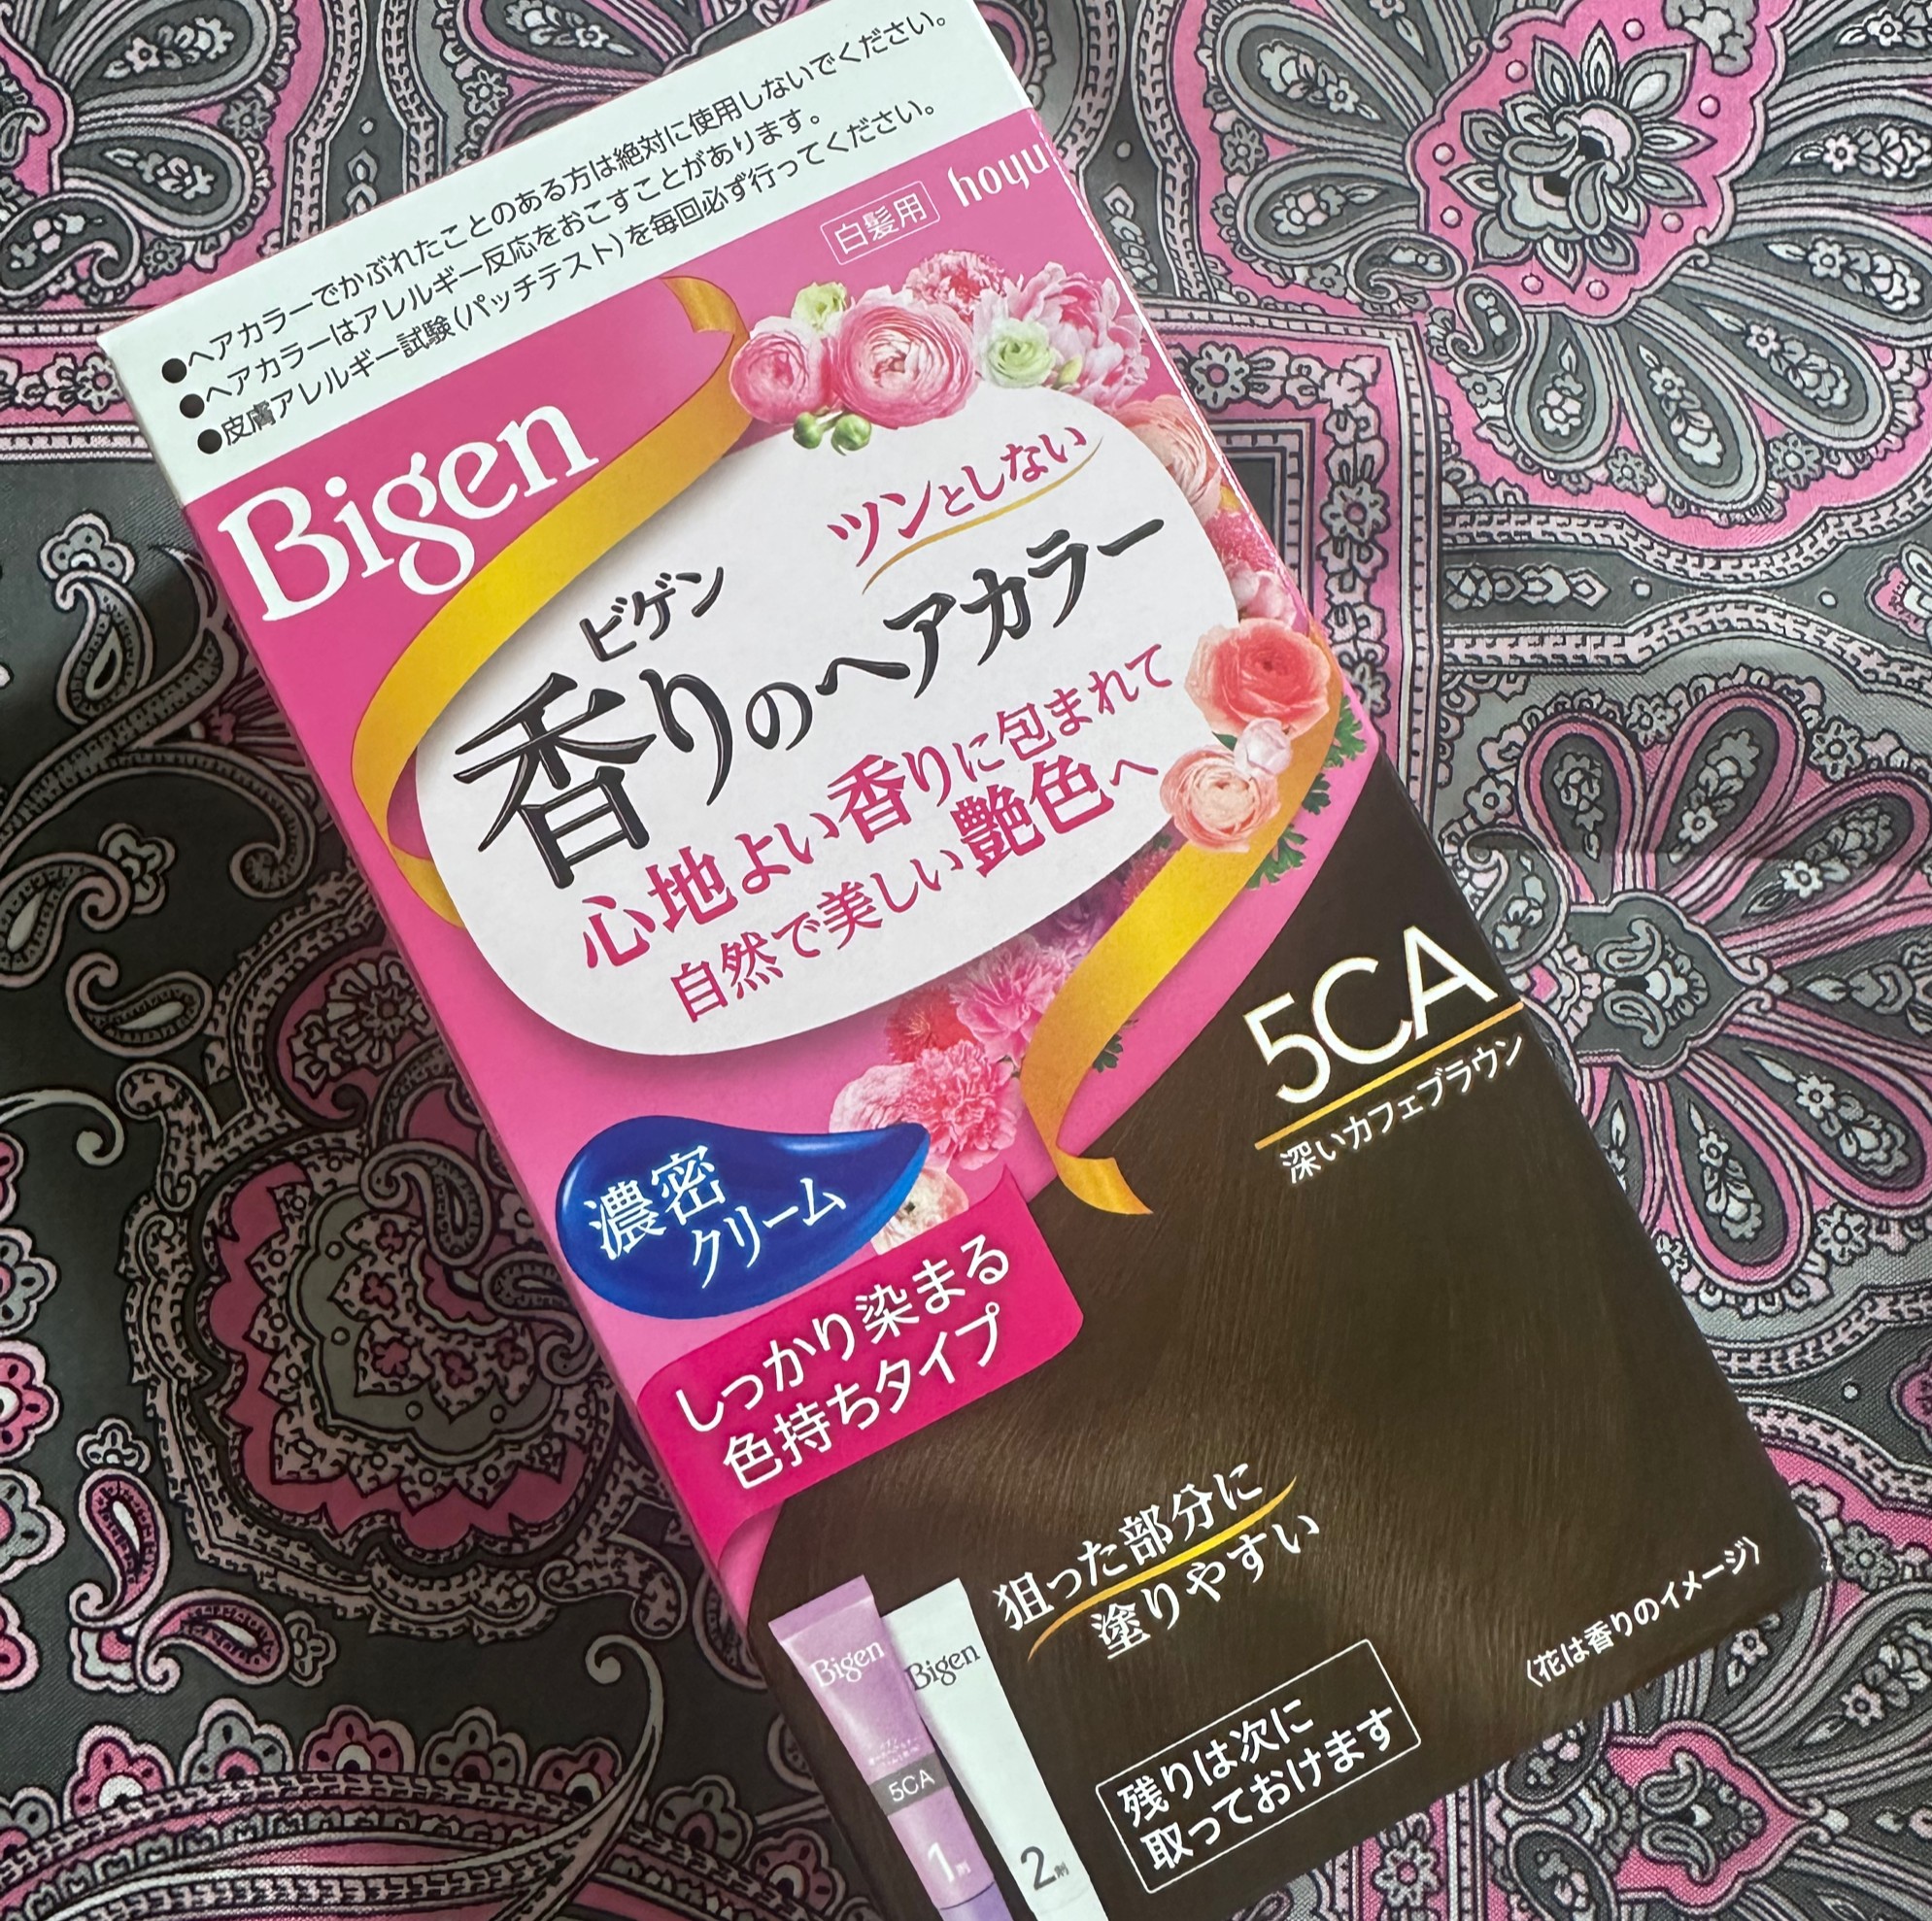 ●ヘアカラーでかぶれたことのある方は絶対に使用しないでください。
●ヘアカラーはアレルギー反応をおこすことがあります。
●皮膚アレルギー試験(パッチテスト)を毎回必ず行ってください。
hoyu
白髪用
Bigen
ツンとしない
ビゲン
香りのヘアカラー
心地よい香りに包まれて
自然で美しい艶色へ
5CA
深いカフェブラウン
濃密
クリーム
しっかり染まる
色持ちタイプ
狙った部分に
塗りやすい
〈花は香りのイメージ〉
残りは次に
取っておけます
Bigen
5CA
1剤
Bigen
2剤